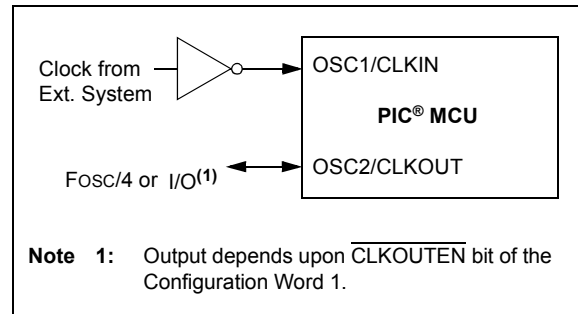 Clock from
Ext. System
OSC1/CLKIN
PIC® MCU
FOSC/4 or I/O(1)
OSC2/CLKOUT
Note 1: Output depends upon CLKOUTEN bit of the
Configuration Word 1.